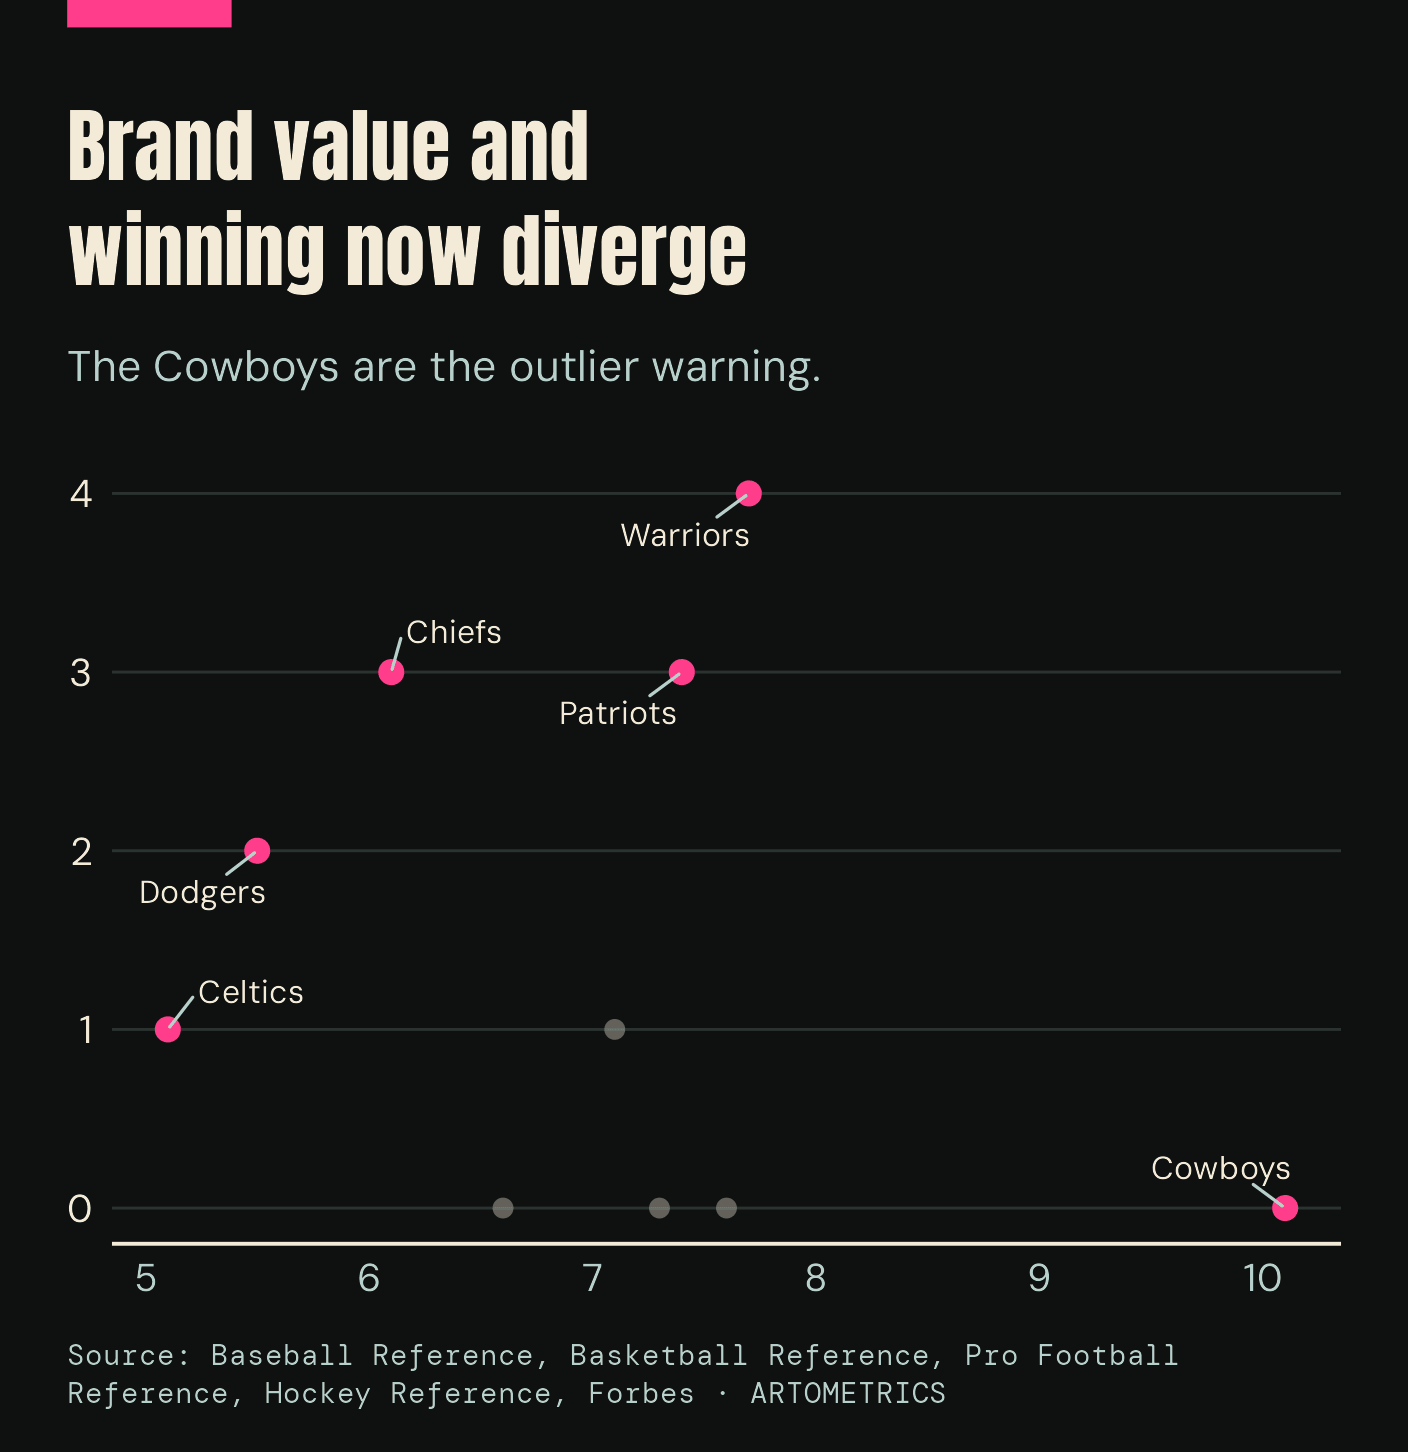 Brand value and
winning now diverge
The Cowboys are the outlier warning.
4
Warriors
Chiefs
3
Patriots
2
Dodgers
Celtics
1
Cowboys
0
5 6 7 8 9 10
Source: Baseball Reference, Basketball Reference, Pro Football
Reference, Hockey Reference, Forbes · ARTOMETRICS